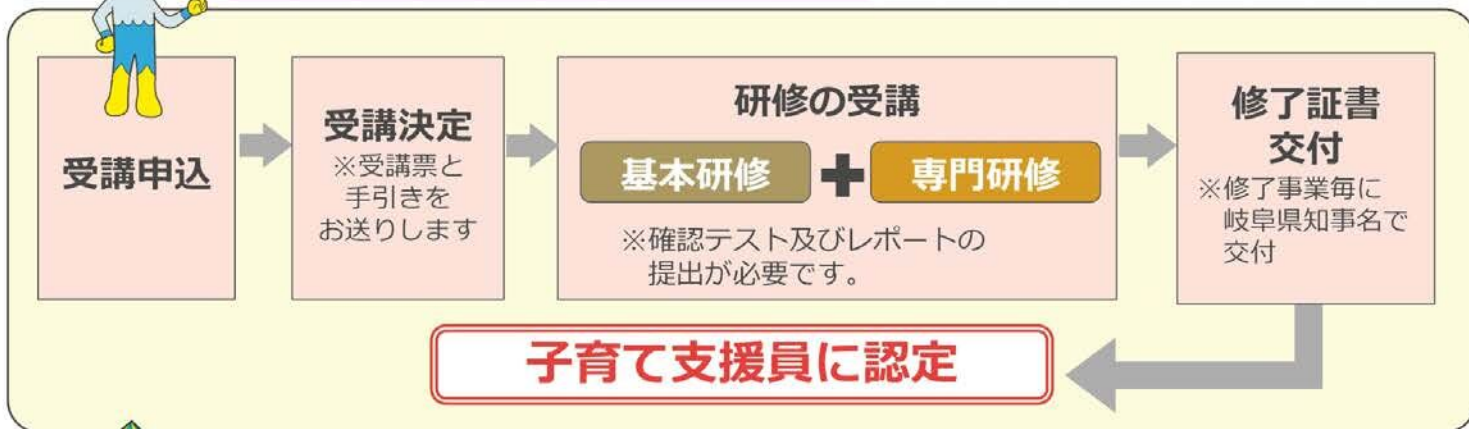 受講申込
受講決定
※受講票と
手引きを
お送りします
研修の受講
基本研修
+
専門研修
※確認テスト及びレポートの
提出が必要です。
修了証書
交付
※修了事業毎に
岐阜県知事名で
交付
子育て支援員に認定